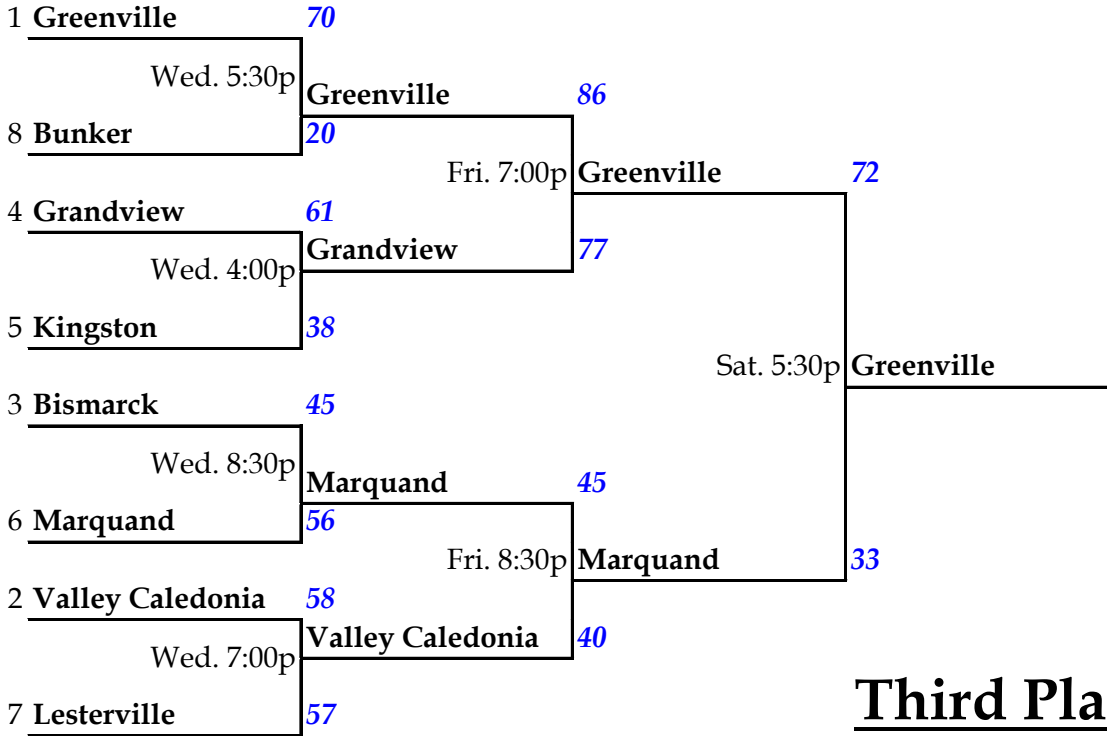 1 Greenville 70
Wed. 5:30p
Greenville 86
8 Bunker 20
Fri. 7:00p Greenville 72
4 Grandview 61
Grandview 77
Wed. 4:00p
5 Kingston 38
Sat. 5:30p Greenville
3 Bismarck 45
Wed. 8:30p
Marquand 45
6 Marquand 56
Fri. 8:30p Marquand 33
2 Valley Caledonia 58
Valley Caledonia 40
Wed. 7:00p
7 Lesterville 57
Third Pla